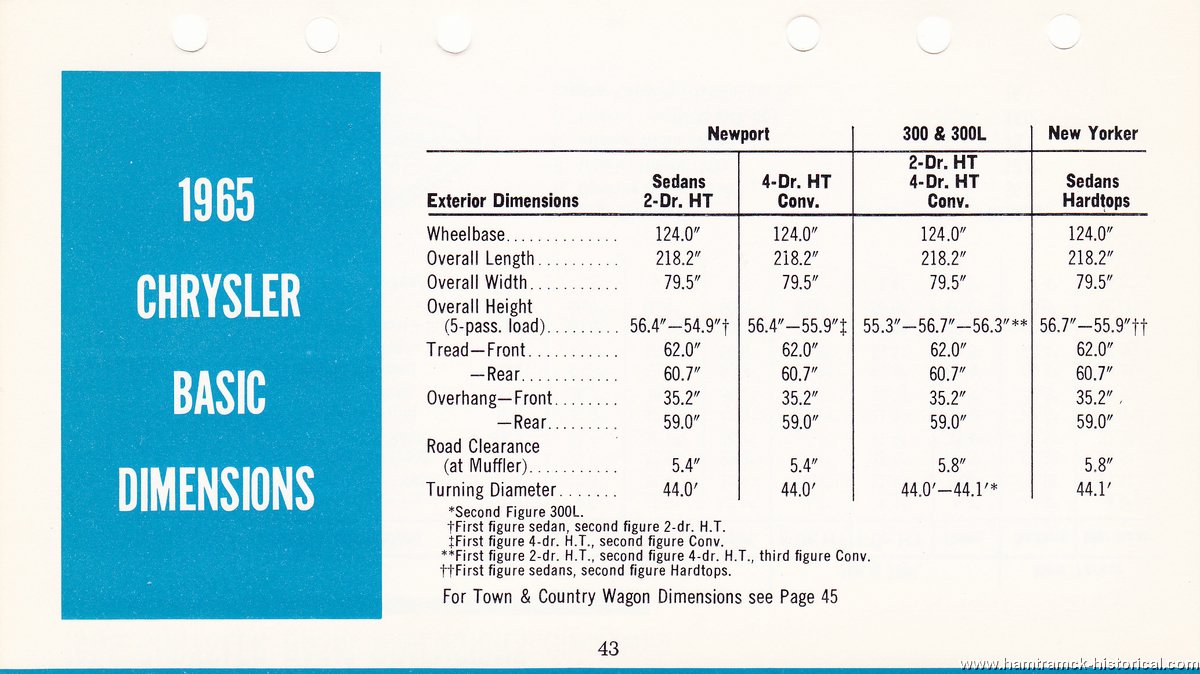 1965
CHRYSLER
BASIC
DIMENSIONS
Newport 300 & 300L New Yorker
Exterior Dimensions Sedans 2-Dr. HT 4-Dr. HT Conv. 2-Dr. HT 4-Dr. HT Conv. Sedans Hardtops
Wheelbase.............. 124.0″ 124.0″ 124.0″ 124.0″
Overall Length.......... 218.2″ 218.2″ 218.2″ 218.2″
Overall Width........... 79.5″ 79.5″ 79.5″ 79.5″
Overall Height
(5-pass. load)......... 56.4″—54.9″† 56.4″—55.9″‡ 55.3″—56.7″—56.3″** 56.7″—55.9″††
Tread—Front........... 62.0″ 62.0″ 62.0″ 62.0″
—Rear............ 60.7″ 60.7″ 60.7″ 60.7″
Overhang—Front........ 35.2″ 35.2″ 35.2″ 35.2″
—Rear......... 59.0″ 59.0″ 59.0″ 59.0″
Road Clearance
(at Muffler)........... 5.4″ 5.4″ 5.8″ 5.8″
Turning Diameter....... 44.0′ 44.0′ 44.0′—44.1′* 44.1′
*Second Figure 300L.
†First figure sedan, second figure 2-dr. H.T.
‡First figure 4-dr. H.T., second figure Conv.
**First figure 2-dr. H.T., second figure 4-dr. H.T., third figure Conv.
††First figure sedans, second figure Hardtops.
For Town & Country Wagon Dimensions see Page 45
43
www.hamtramck-historical.com